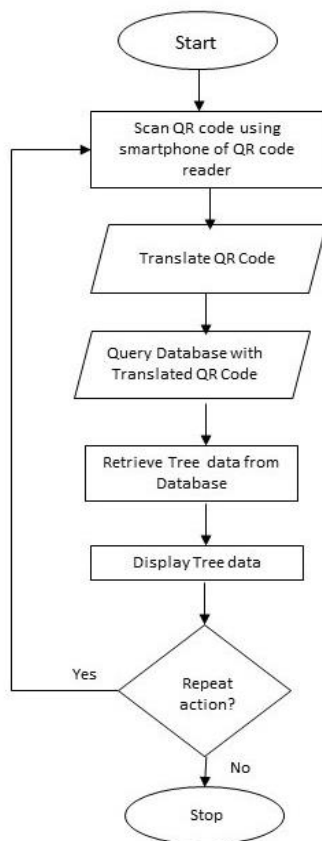 Start
Scan QR code using
smartphone of QR code
reader
Translate QR Code
Query Database with
Translated QR Code
Retrieve Tree data from
Database
Display Tree data
Yes
Repeat
action?
No
Stop